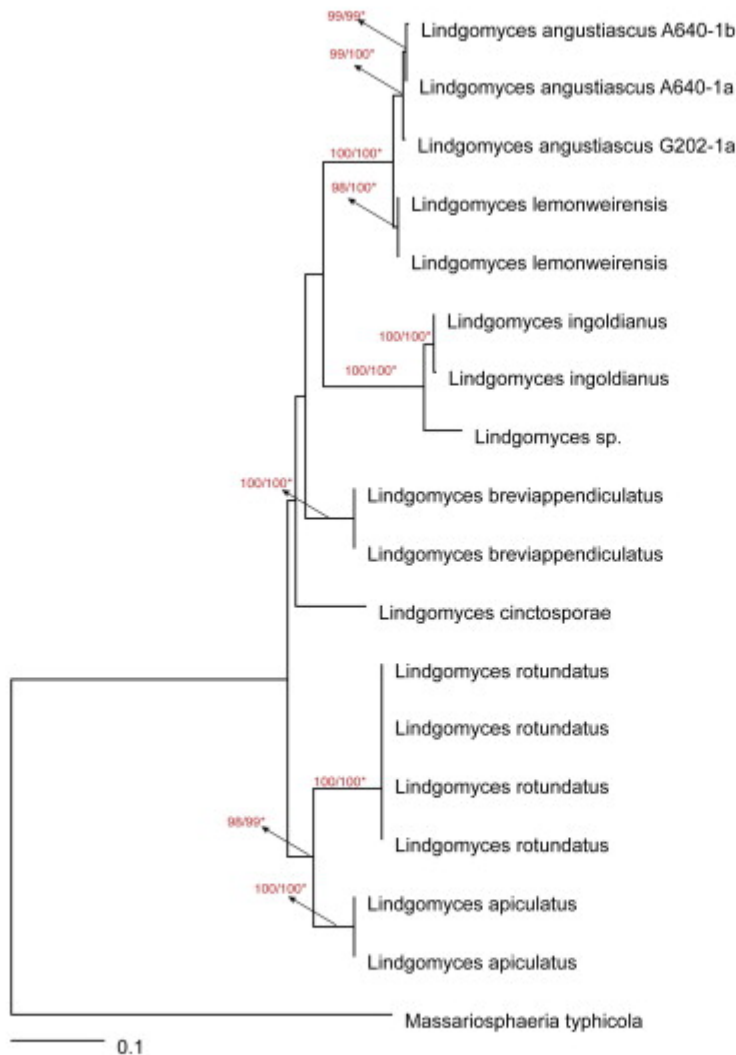 99/99*
Lindgomyces angustiascus A640-1b
99/100*
Lindgomyces angustiascus A640-1a
Lindgomyces angustiascus G202-1a
100/100*
98/100*
Lindgomyces lemonweirensis
Lindgomyces lemonweirensis
Lindgomyces ingoldianus
100/100*
100/100*
Lindgomyces ingoldianus
Lindgomyces sp.
100/100*
Lindgomyces breviappendiculatus
Lindgomyces breviappendiculatus
Lindgomyces cinctosporae
Lindgomyces rotundatus
Lindgomyces rotundatus
100/100*
Lindgomyces rotundatus
98/99*
Lindgomyces rotundatus
100/100*
Lindgomyces apiculatus
Lindgomyces apiculatus
Massariosphaeria typhicola
0.1